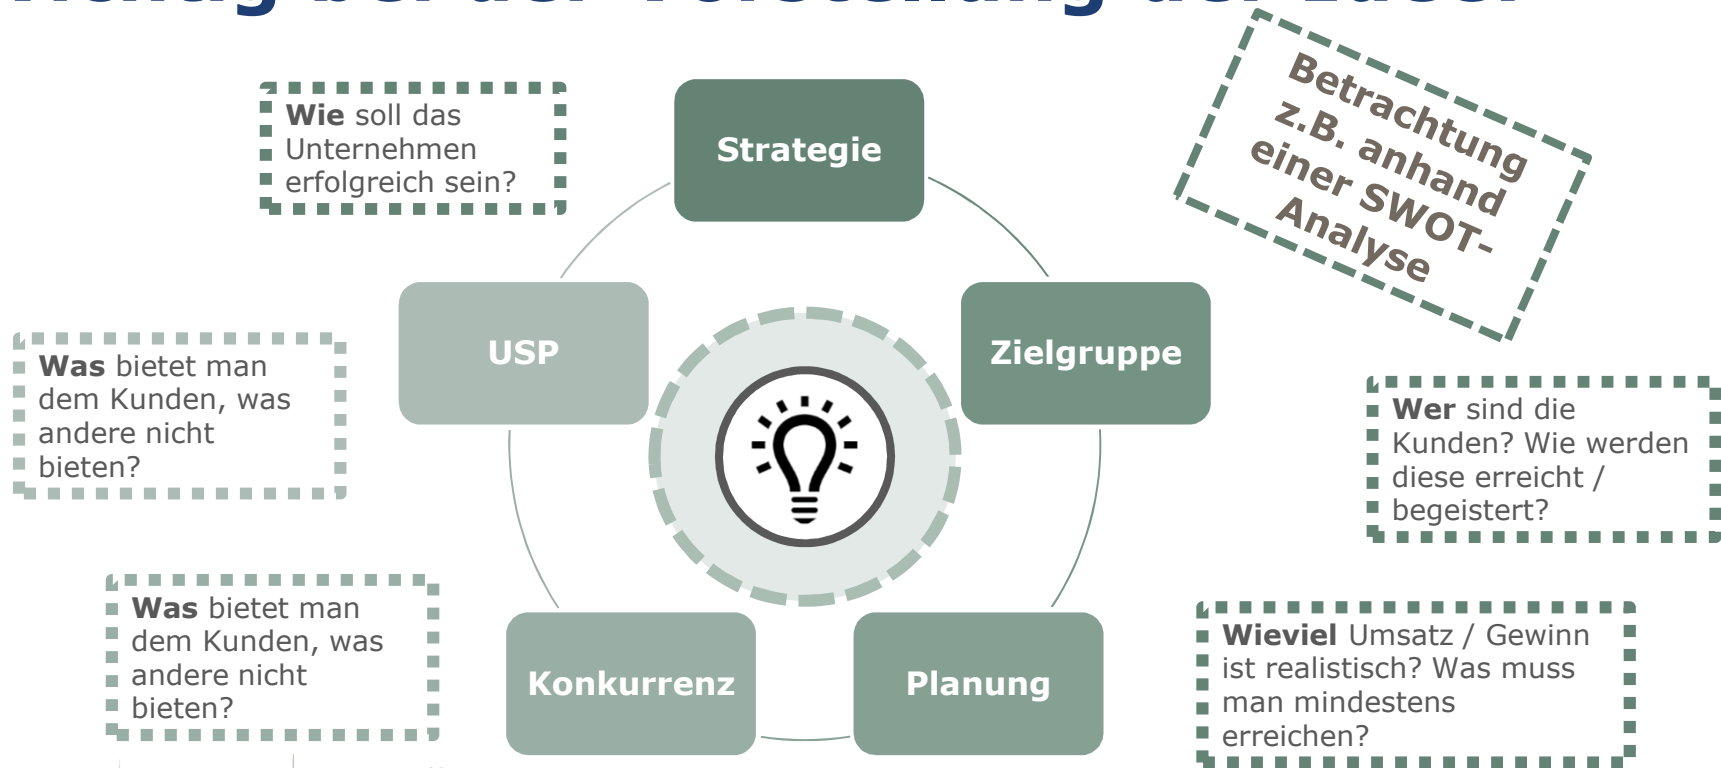 Wie soll das
Unternehmen
erfolgreich sein?
Strategie
Betrachtung
z.B. anhand
einer SWOT-
Analyse
USP
Zielgruppe
Was bietet man
dem Kunden, was
andere nicht
bieten?
Wer sind die
Kunden? Wie werden
diese erreicht /
begeistert?
Was bietet man
dem Kunden, was
andere nicht
bieten?
Konkurrenz
Planung
Wieviel Umsatz / Gewinn
ist realistisch? Was muss
man mindestens
erreichen?